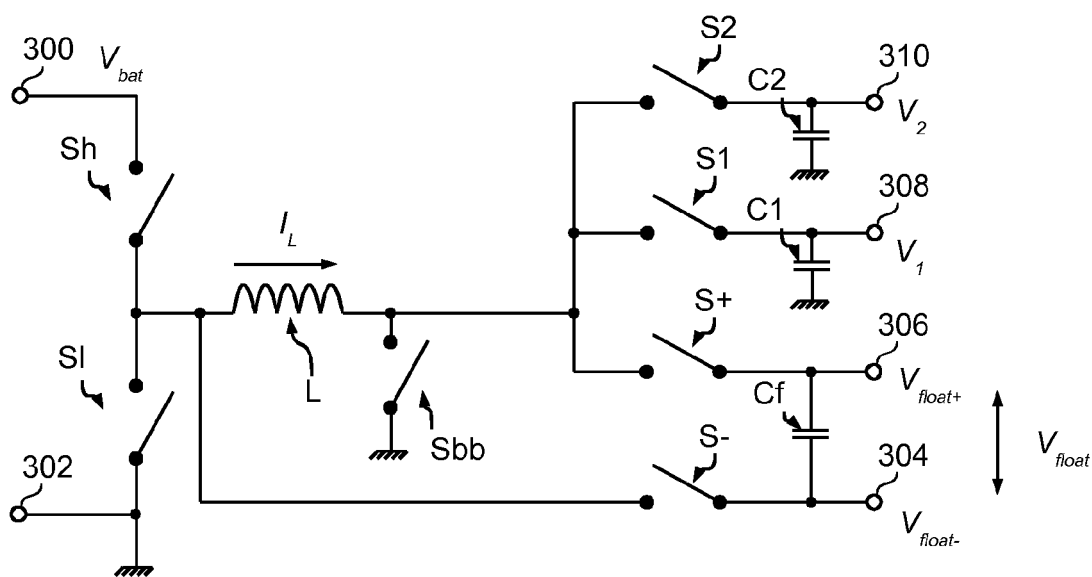 300
V_bat
Sh
I_L
L
Sl
302
Sbb
S2
C2
310
V_2
S1
C1
308
V_1
S+
306
V_float+
Cf
V_float
S-
304
V_float-